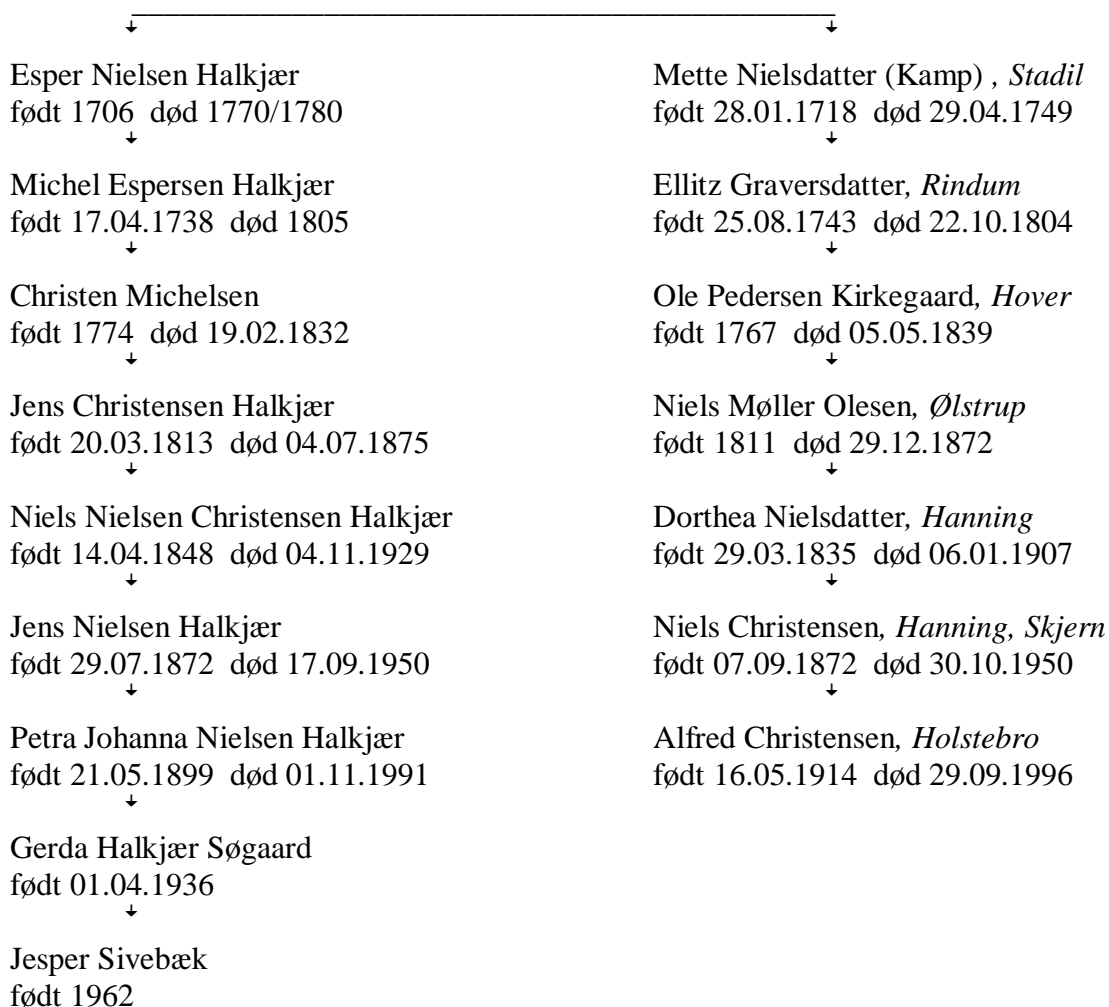 Esper Nielsen Halkjær
født 1706 død 1770/1780
Michel Espersen Halkjær
født 17.04.1738 død 1805
Christen Michelsen
født 1774 død 19.02.1832
Jens Christensen Halkjær
født 20.03.1813 død 04.07.1875
Niels Nielsen Christensen Halkjær
født 14.04.1848 død 04.11.1929
Jens Nielsen Halkjær
født 29.07.1872 død 17.09.1950
Petra Johanna Nielsen Halkjær
født 21.05.1899 død 01.11.1991
Gerda Halkjær Søgaard
født 01.04.1936
Jesper Sivebæk
født 1962
Mette Nielsdatter (Kamp) , Stadil
født 28.01.1718 død 29.04.1749
Ellitz Graversdatter, Rindum
født 25.08.1743 død 22.10.1804
Ole Pedersen Kirkegaard, Hover
født 1767 død 05.05.1839
Niels Møller Olesen, Ølstrup
født 1811 død 29.12.1872
Dorthea Nielsdatter, Hanning
født 29.03.1835 død 06.01.1907
Niels Christensen, Hanning, Skjern
født 07.09.1872 død 30.10.1950
Alfred Christensen, Holstebro
født 16.05.1914 død 29.09.1996